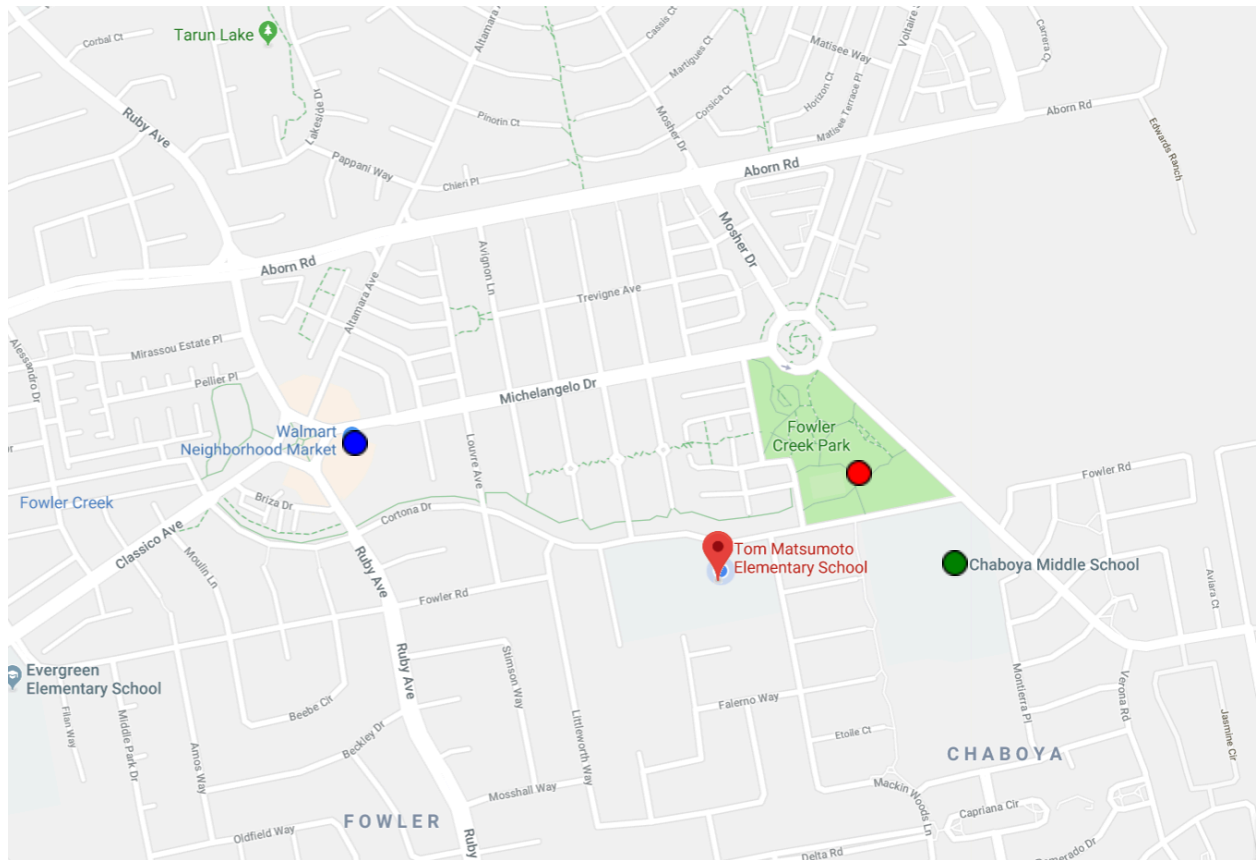 Tarun Lake
Corbal Ct
Altamara A
Cassis Ct
Voltaire S
Matisee Way
Carrera Ct
Martigues Ct
Horizon Ct
Corsica Ct
Lakeside Dr
Pinorin Ct
Ruby Ave
Mosher Dr
Matisee Terrace Pl
Aborn Rd
Edwards Ranch
Pappani Way
Chieri Pl
Aborn Rd
Mosher Dr
Aborn Rd
Avignon Ln
Altamara Ave
Trevigne Ave
Alessandro Dr
Mirassou Estate Pl
Pellier Pl
Michelangelo Dr
Walmart
Neighborhood Market
Fowler
Creek Park
Louvre Ave
Fowler Rd
Fowler Creek
Briza Dr
Cortona Dr
Classico Ave
Ruby Ave
Moulin Ln
Tom Matsumoto
Elementary School
Chaboya Middle School
Aviara Ct
Fowler Rd
Ruby Ave
Stimson Way
Evergreen
Elementary School
Filan Way
Middle Park Dr
Amos Way
Beebe Cir
Beckley Dr
Littleworth Way
Falerno Way
Montierra Pl
Verona Rd
Jasmine Cir
Etoile Ct
CHABOYA
Mosshall Way
Mackin Woods Ln
Capriana Cir
FOWLER
Oldfield Way
Ruby
Delta Rd
Pomerado Dr